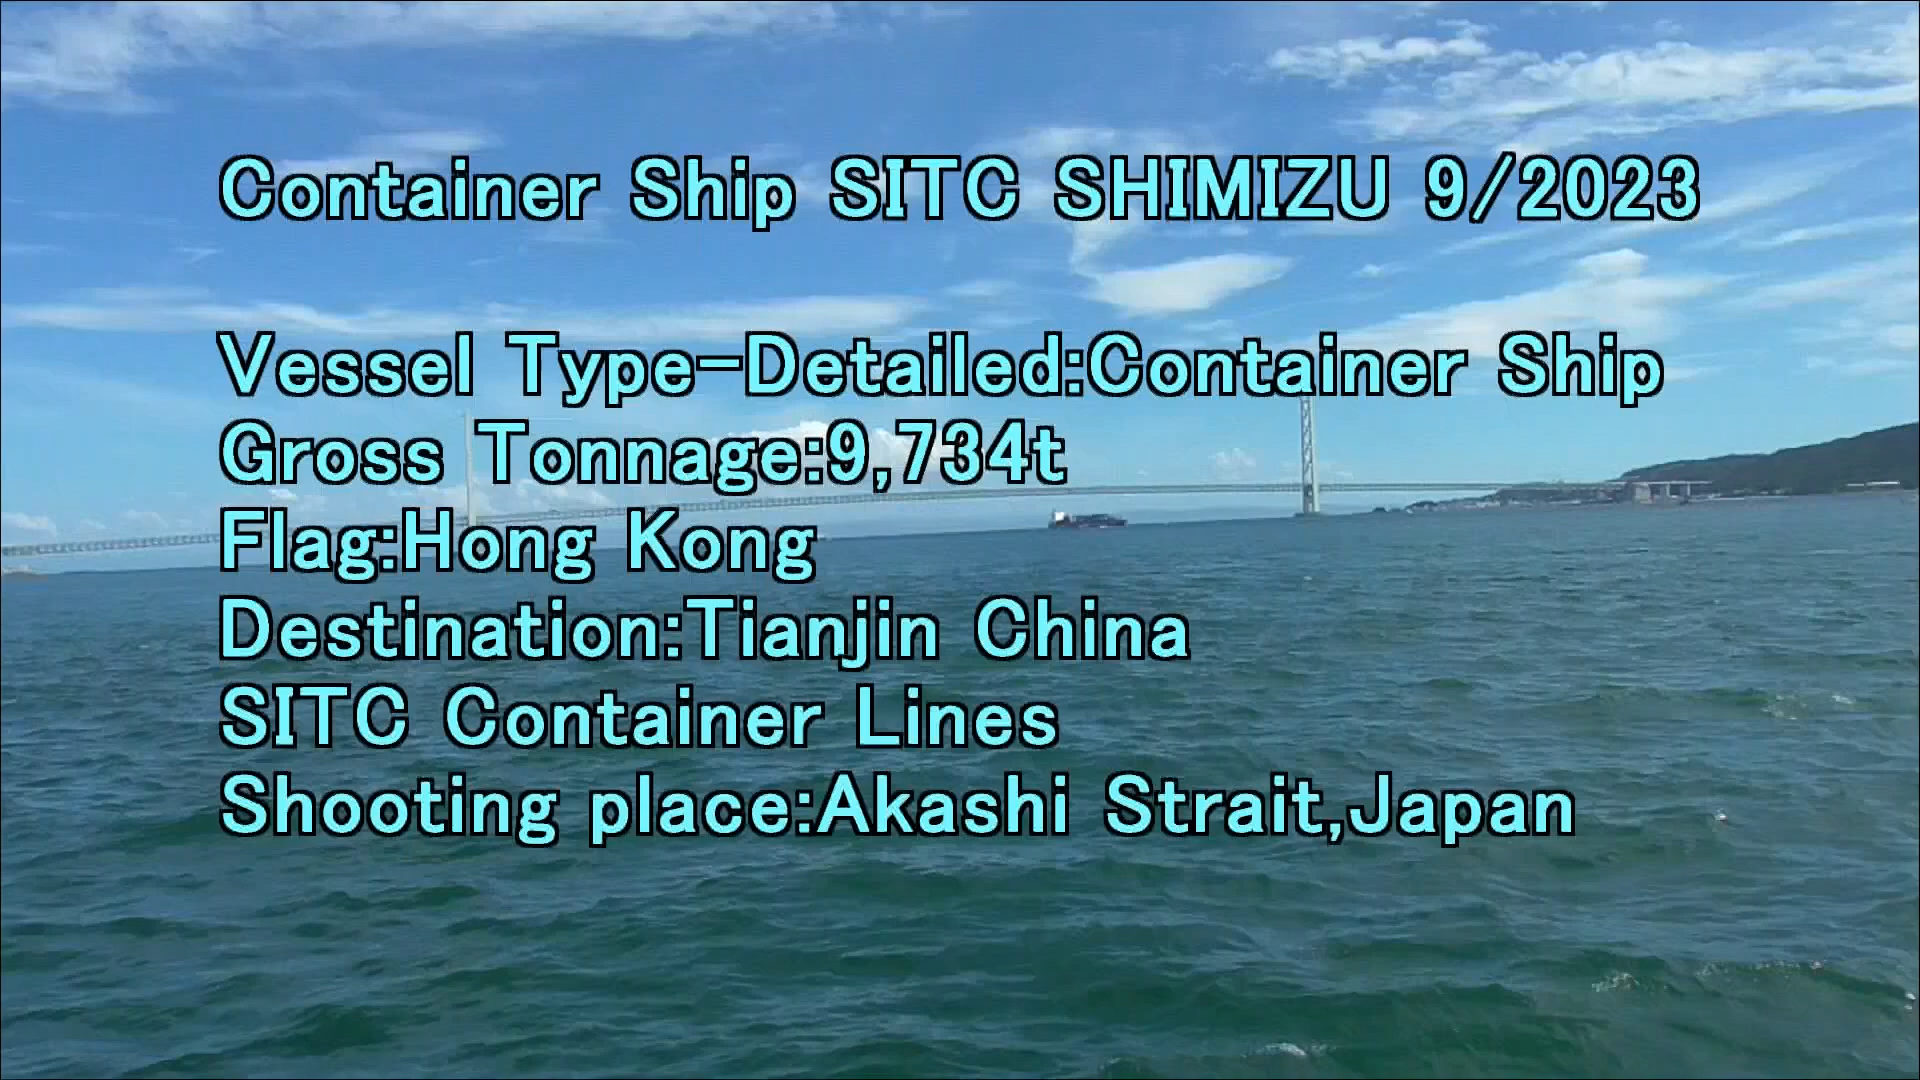 Container Ship SITC SHIMIZU 9/2023
Vessel Type-Detailed:Container Ship
Gross Tonnage:9,734t
Flag:Hong Kong
Destination:Tianjin China
SITC Container Lines
Shooting place:Akashi Strait,Japan